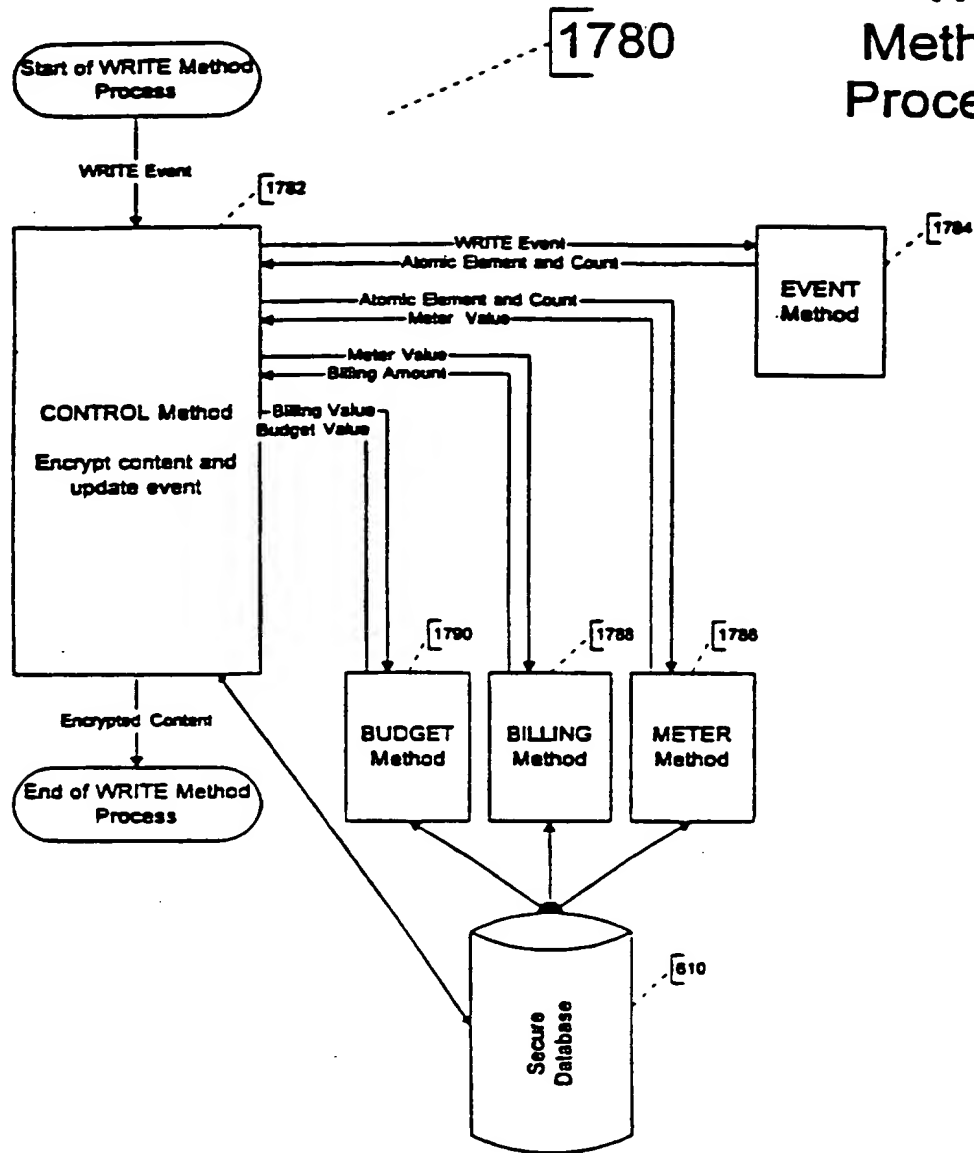 1780
Meth
Proce
Start of WRITE Method
Process
WRITE Event
1782
1784
WRITE Event
Atomic Element and Count
EVENT
Method
Atomic Element and Count
Meter Value
Meter Value
Billing Amount
CONTROL Method
Billing Value
Budget Value
Encrypt content and
update event
1790
1788
1786
Encrypted Content
BUDGET
Method
BILLING
Method
METER
Method
End of WRITE Method
Process
610
Secure
Database